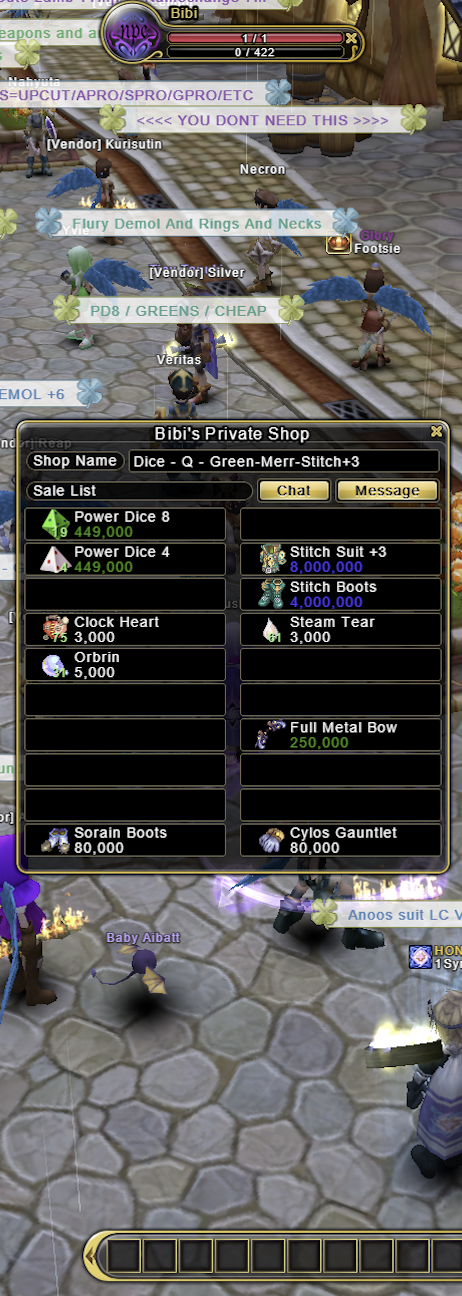 Bibi
npc
1 / 1
0 / 422
eapons and a
Nahyuta
S=UPCUT/APRO/SPRO/GPRO/ETC
<<<< YOU DONT NEED THIS >>>>
[Vendor] Kurisutin
Necron
Flury Demol And Rings And Necks
Glory
Footsie
[Vendor] Silver
PD8 / GREENS / CHEAP
Veritas
EMOL +6
Bibi's Private Shop
Shop Name
Dice - Q - Green-Merr-Stitch+3
Sale List
Chat
Message
Power Dice 8
449,000
Power Dice 4
449,000
Stitch Suit +3
8,000,000
Stitch Boots
4,000,000
Clock Heart
3,000
Steam Tear
3,000
Orbrin
5,000
Full Metal Bow
250,000
Sorain Boots
80,000
Cylos Gauntlet
80,000
Anoos suit LC V
Baby Aibatt
HON
1Syr